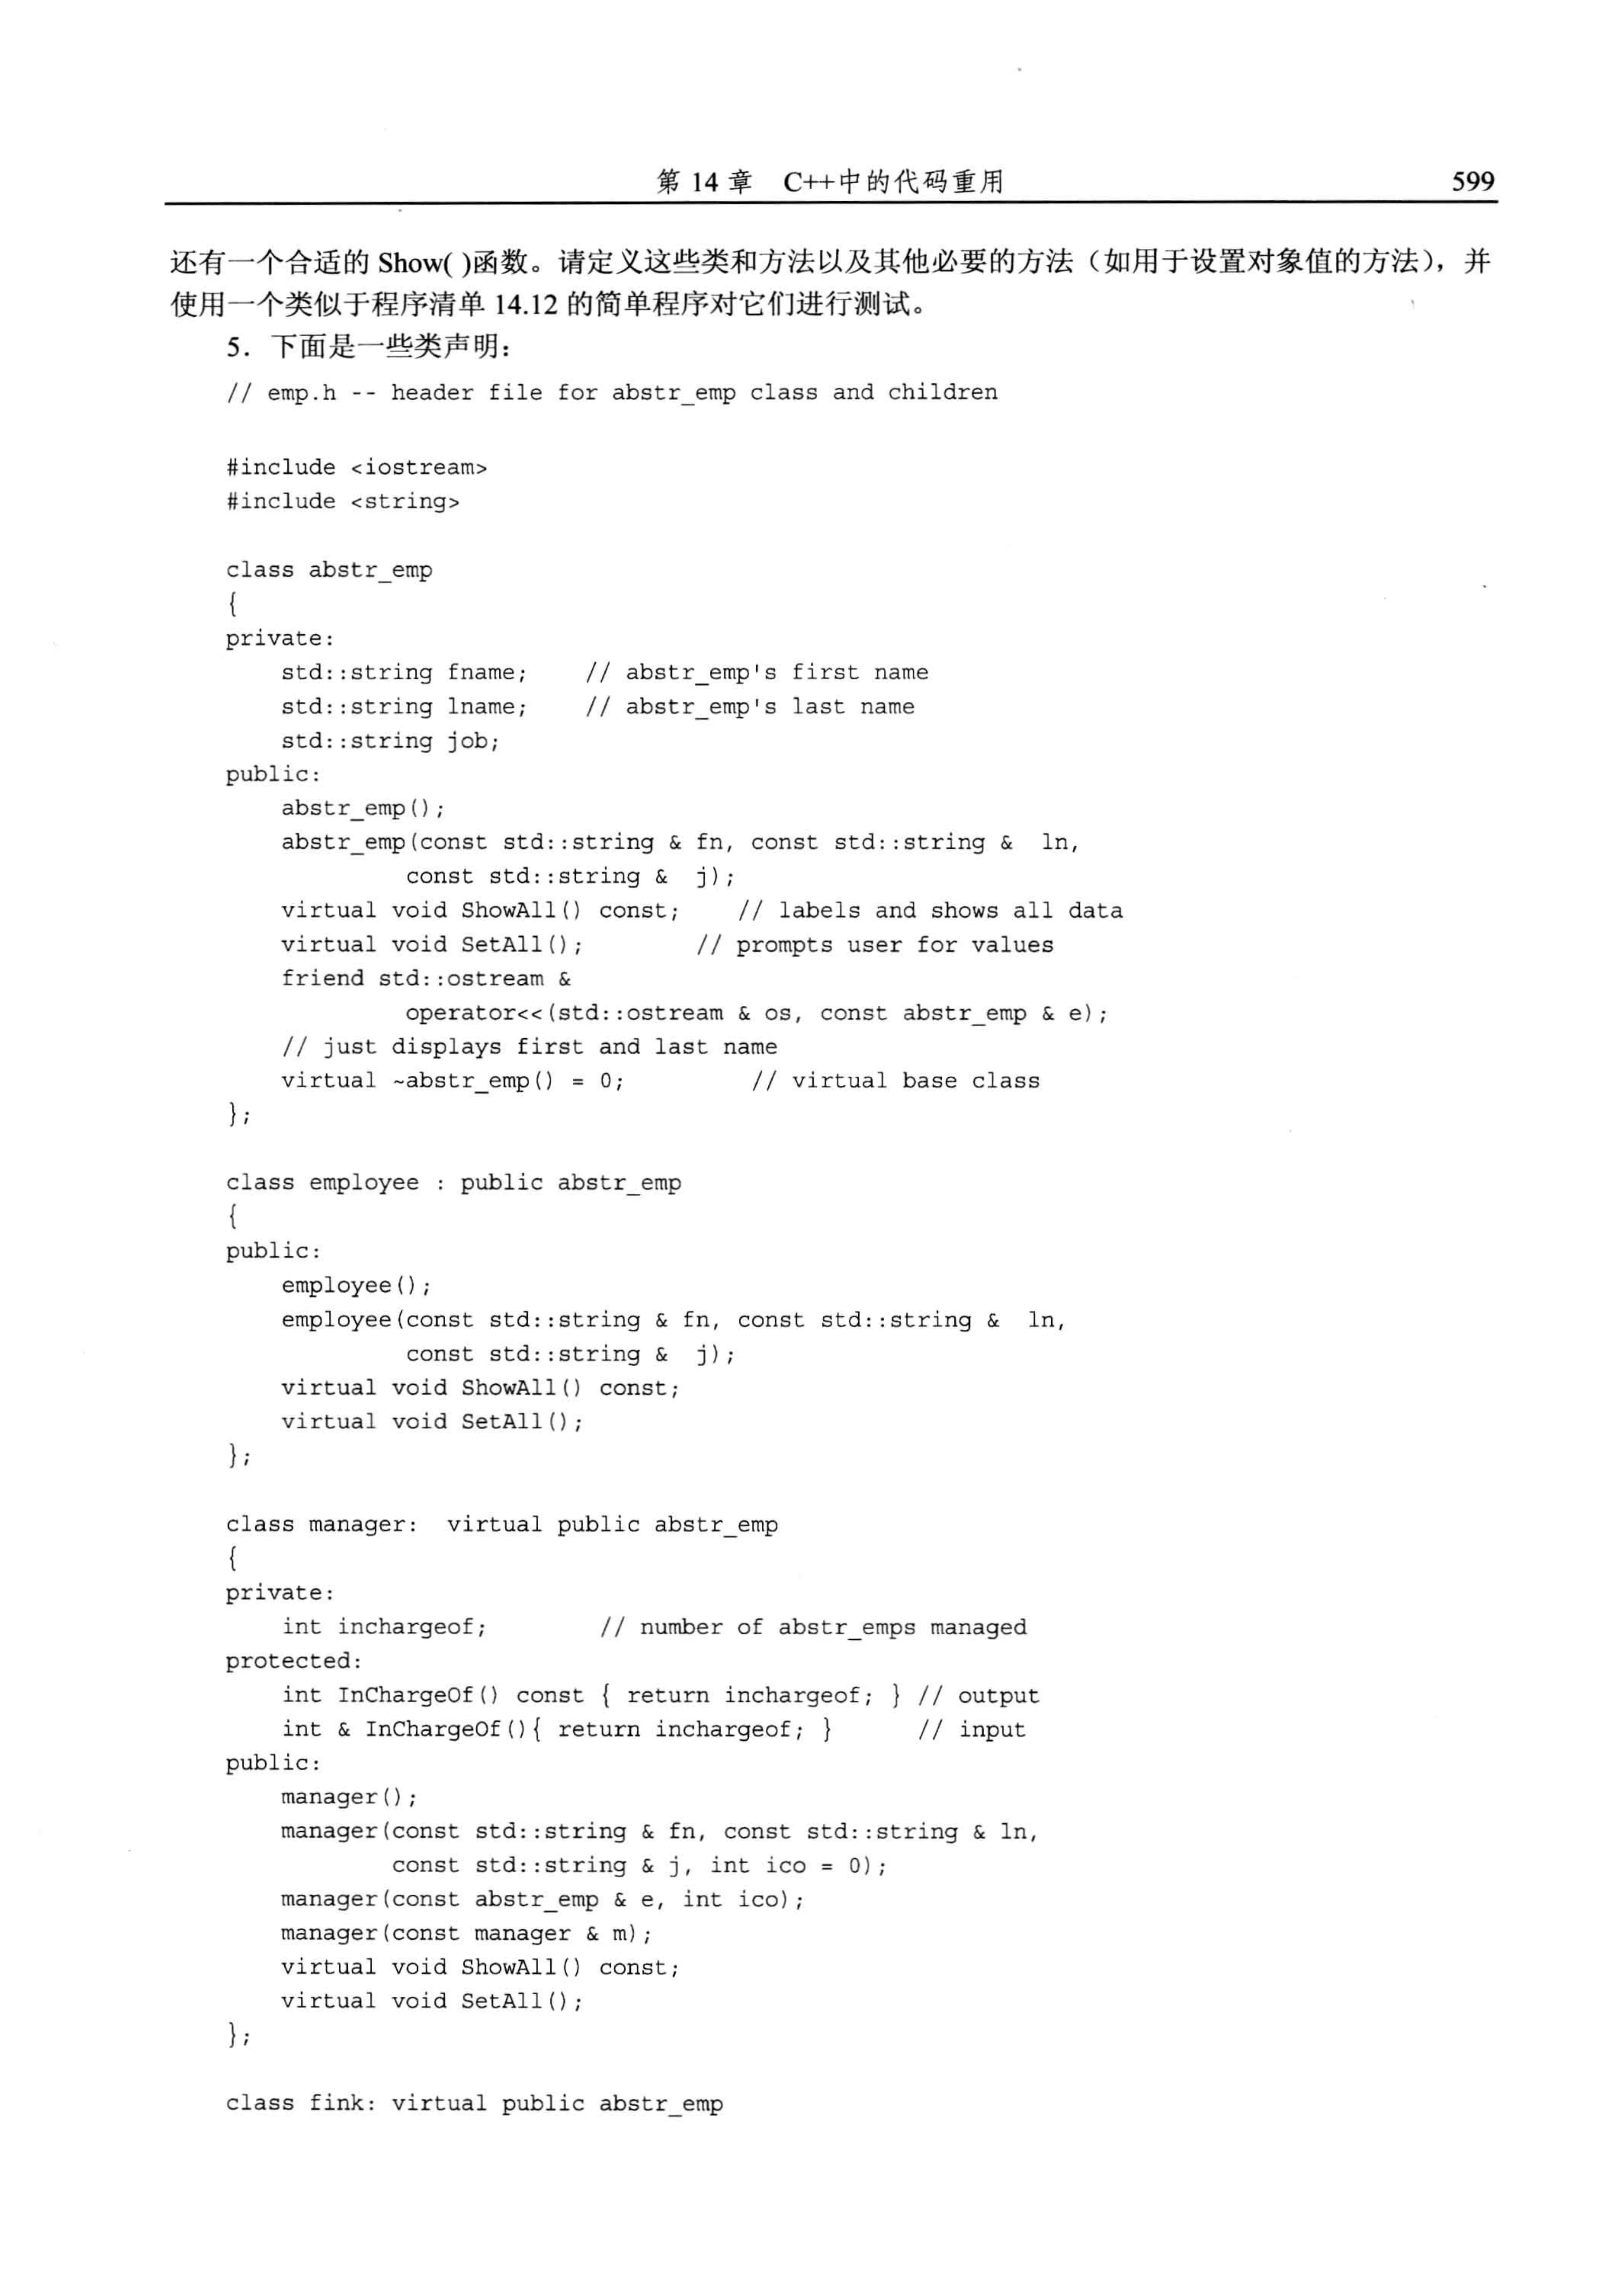 第 14 章 C++中的代码重用 599
还有一个合适的 Show( )函数。请定义这些类和方法以及其他必要的方法（如用于设置对象值的方法），并
使用一个类似于程序清单 14.12 的简单程序对它们进行测试。
5．下面是一些类声明：
// emp.h -- header file for abstr_emp class and children
#include <iostream>
#include <string>
class abstr_emp
{
private:
    std::string fname;    // abstr_emp's first name
    std::string lname;    // abstr_emp's last name
    std::string job;
public:
    abstr_emp();
    abstr_emp(const std::string & fn, const std::string &  ln,
             const std::string &  j);
    virtual void ShowAll() const;    // labels and shows all data
    virtual void SetAll();        // prompts user for values
    friend std::ostream &
             operator<<(std::ostream & os, const abstr_emp & e);
    // just displays first and last name
    virtual ~abstr_emp() = 0;         // virtual base class
};
class employee : public abstr_emp
{
public:
    employee();
    employee(const std::string & fn, const std::string &  ln,
             const std::string &  j);
    virtual void ShowAll() const;
    virtual void SetAll();
};
class manager:  virtual public abstr_emp
{
private:
    int inchargeof;        // number of abstr_emps managed
protected:
    int InChargeOf() const { return inchargeof; } // output
    int & InChargeOf(){ return inchargeof; }      // input
public:
    manager();
    manager(const std::string & fn, const std::string & ln,
            const std::string & j, int ico = 0);
    manager(const abstr_emp & e, int ico);
    manager(const manager & m);
    virtual void ShowAll() const;
    virtual void SetAll();
};
class fink: virtual public abstr_emp